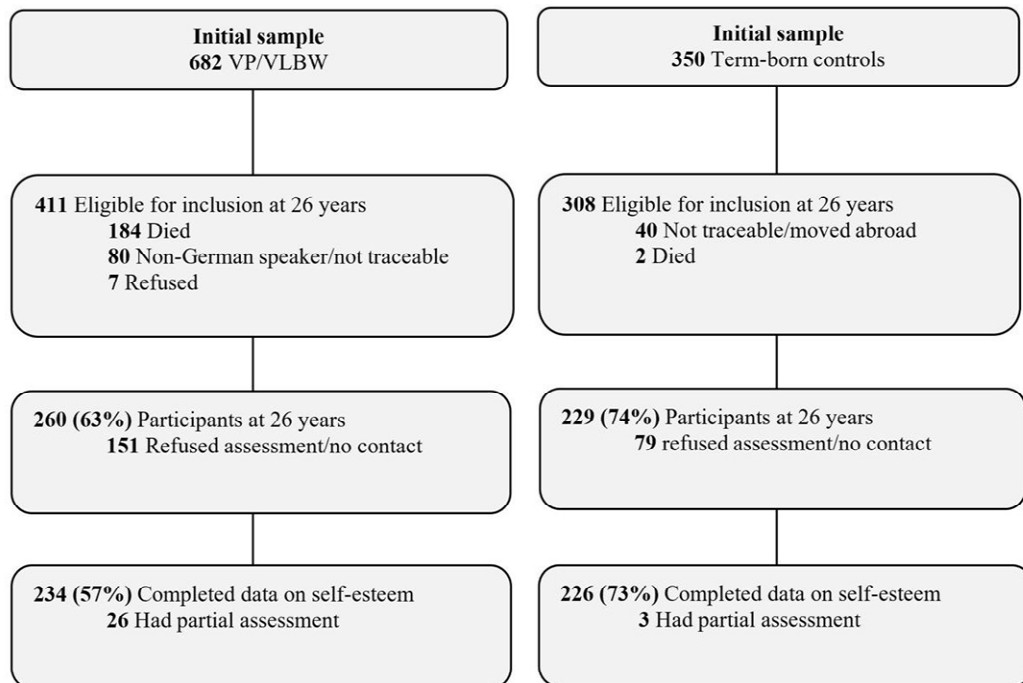 Initial sample
682 VP/VLBW
411 Eligible for inclusion at 26 years
184 Died
80 Non-German speaker/not traceable
7 Refused
260 (63%) Participants at 26 years
151 Refused assessment/no contact
234 (57%) Completed data on self-esteem
26 Had partial assessment
Initial sample
350 Term-born controls
308 Eligible for inclusion at 26 years
40 Not traceable/moved abroad
2 Died
229 (74%) Participants at 26 years
79 refused assessment/no contact
226 (73%) Completed data on self-esteem
3 Had partial assessment